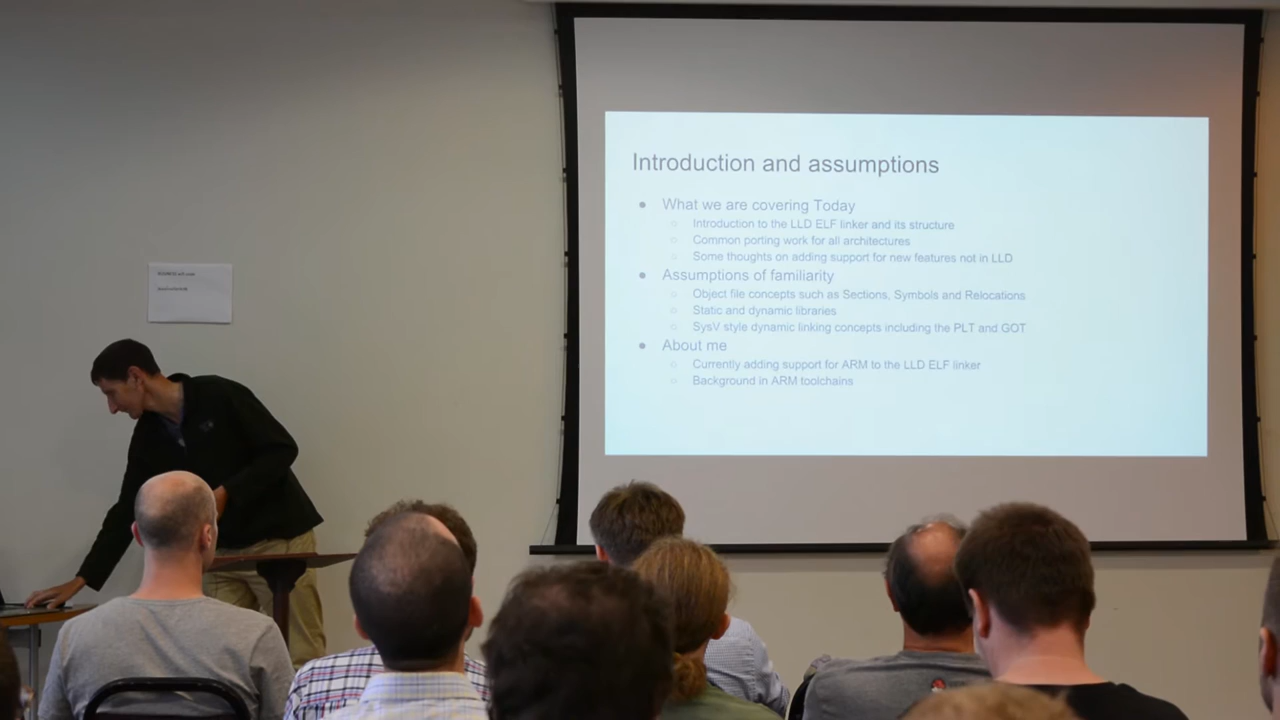 Introduction and assumptions
● What we are covering Today
○ Introduction to the LLD ELF linker and its structure
○ Common porting work for all architectures
○ Some thoughts on adding support for new features not in LLD
● Assumptions of familiarity
○ Object file concepts such as Sections, Symbols and Relocations
○ Static and dynamic libraries
○ SysV style dynamic linking concepts including the PLT and GOT
● About me
○ Currently adding support for ARM to the LLD ELF linker
○ Background in ARM toolchains